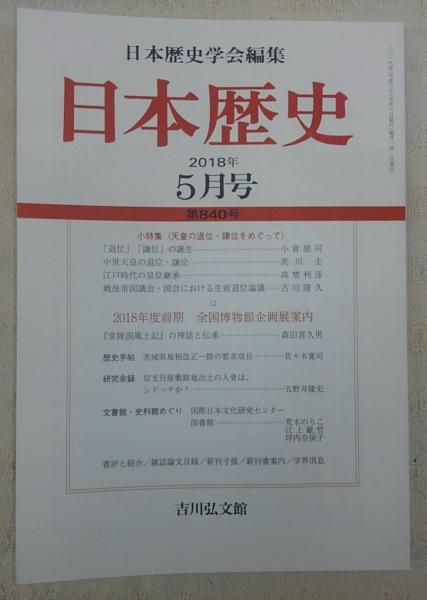 日本歴史学会編集
日本歴史
2018年
5月号
第840号
小特集〈天皇の退位・譲位をめぐって〉
「退位」「譲位」の誕生……小倉慈司
中世天皇の退位・譲位……美川 圭
江戸時代の皇位継承……高埜利彦
戦後帝国議会・国会における生前退位論議……古川隆久
□
2018年度前期 全国博物館企画展案内
『常陸国風土記』の神話と伝承……森田喜久男
歴史手帖 茨城県地租改正一揆の要求項目……佐々木寛司
研究余録 切支丹屋敷跡地出土の人骨は、
シドッチか?……五野井隆史
文書館・史料館めぐり 国際日本文化研究センター
図書館……荒木のりこ
江上敏哲
坪内奈保子
書評と紹介/雑誌論文目録/新刊寸描/新刊書案内/学界消息
吉川弘文館